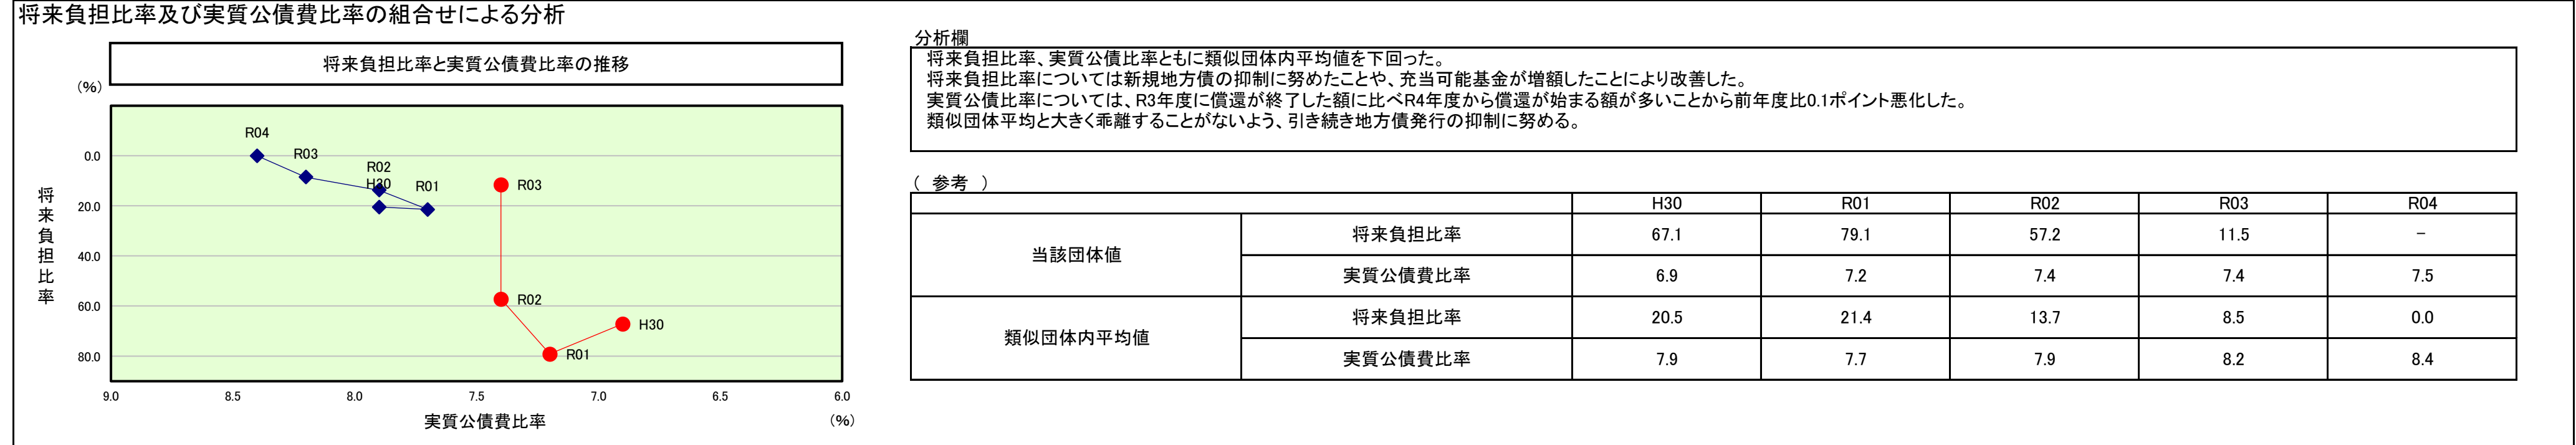 将来負担比率及び実質公債費比率の組合せによる分析
将来負担比率と実質公債費比率の推移
(%)
R04
R03
R02
H30
R01
R03
R02
H30
R01
0.0
20.0
40.0
60.0
80.0
将来負担比率
9.0 8.5 8.0 7.5 7.0 6.5 6.0
実質公債費比率
(%)
分析欄
将来負担比率、実質公債比率ともに類似団体内平均値を下回った。
将来負担比率については新規地方債の抑制に努めたことや、充当可能基金が増額したことにより改善した。
実質公債比率については、R3年度に償還が終了した額に比べR4年度から償還が始まる額が多いことから前年度比0.1ポイント悪化した。
類似団体平均と大きく乖離することがないよう、引き続き地方債発行の抑制に努める。
( 参考 )
H30 R01 R02 R03 R04
当該団体値
将来負担比率 67.1 79.1 57.2 11.5 -
実質公債費比率 6.9 7.2 7.4 7.4 7.5
類似団体内平均値
将来負担比率 20.5 21.4 13.7 8.5 0.0
実質公債費比率 7.9 7.7 7.9 8.2 8.4